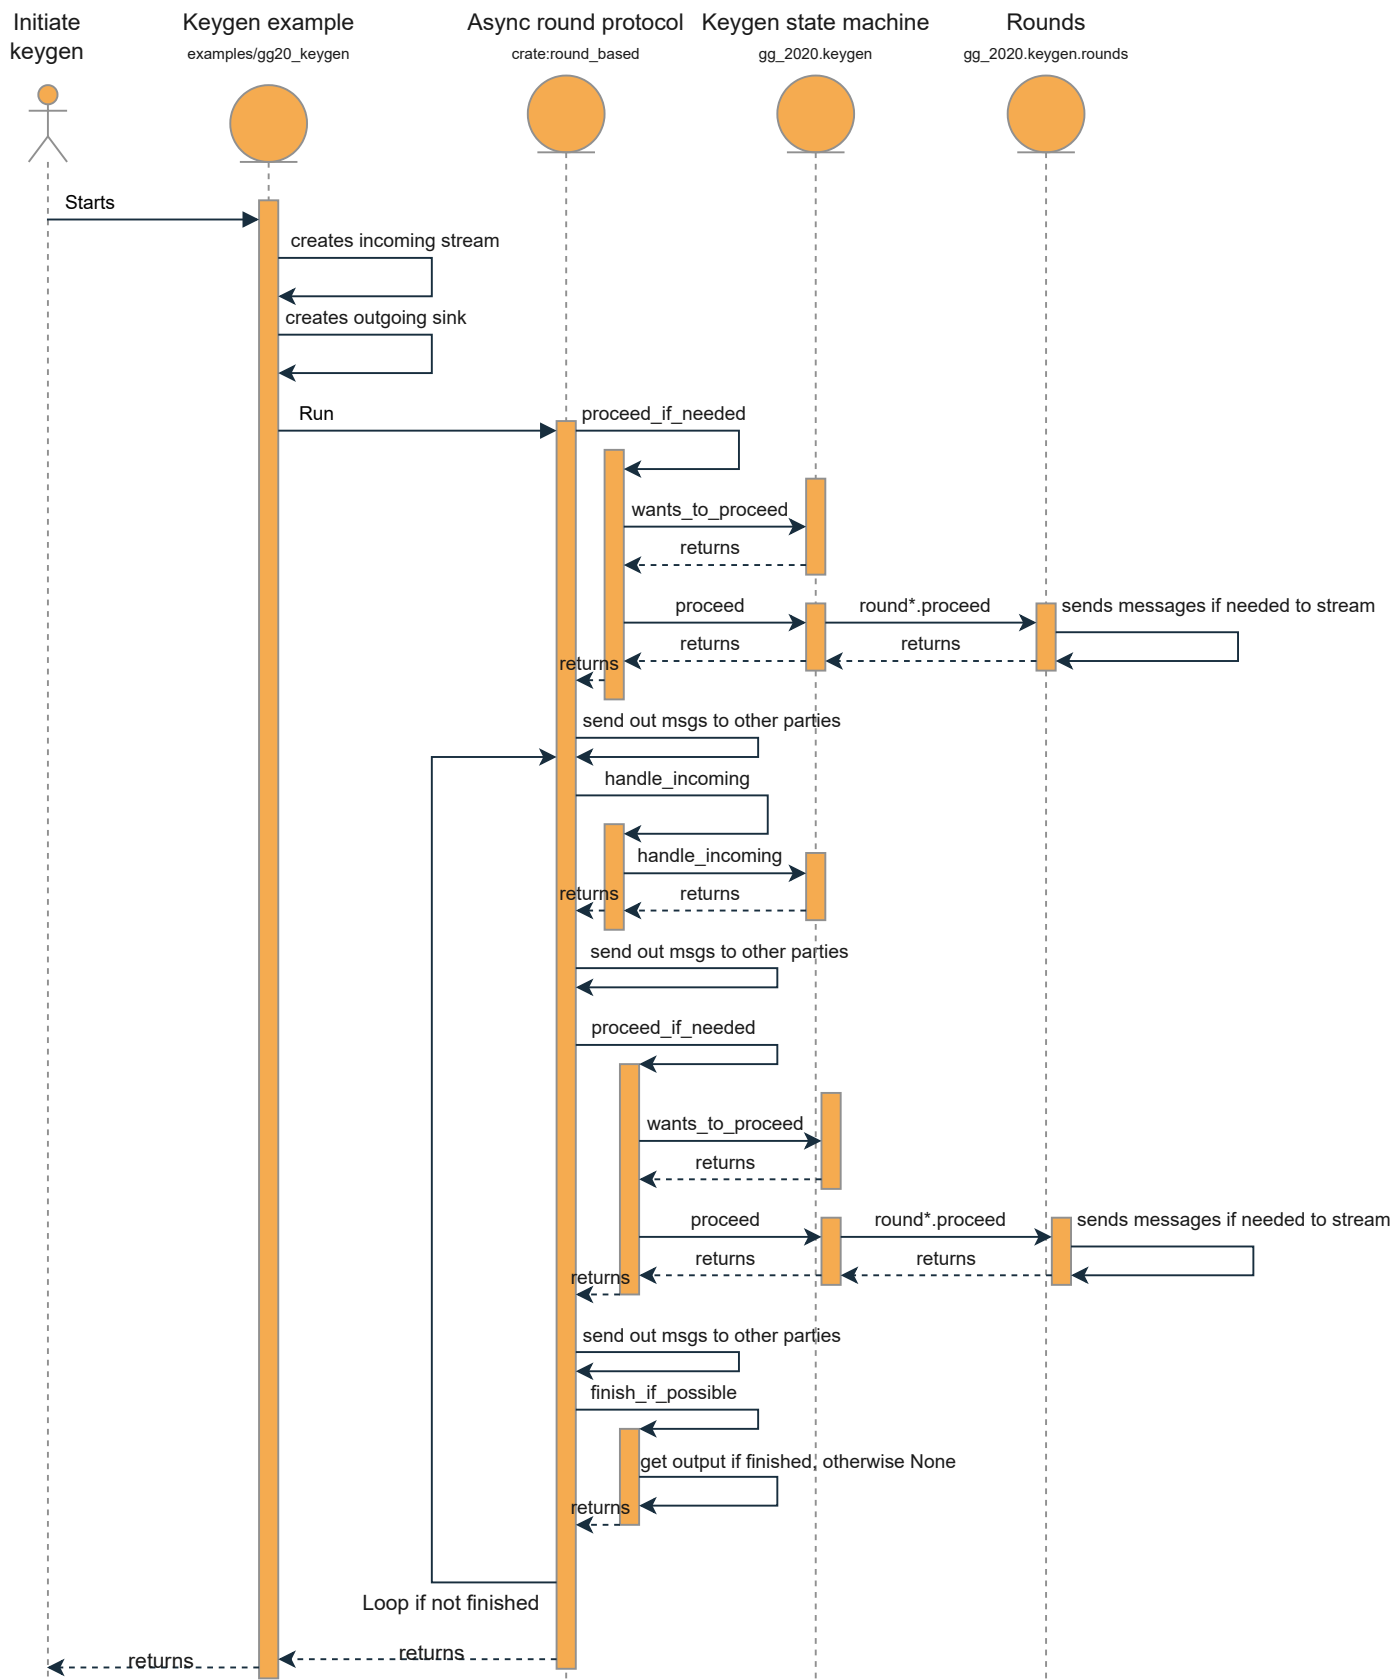 Initiate
keygen
Keygen example
examples/gg20_keygen
Async round protocol
crate:round_based
Keygen state machine
gg_2020.keygen
Rounds
gg_2020.keygen.rounds
Starts
creates incoming stream
creates outgoing sink
Run
proceed_if_needed
wants_to_proceed
returns
proceed
round*.proceed
sends messages if needed to stream
returns
returns
returns
send out msgs to other parties
handle_incoming
handle_incoming
returns
returns
send out msgs to other parties
proceed_if_needed
wants_to_proceed
returns
proceed
round*.proceed
sends messages if needed to stream
returns
returns
returns
send out msgs to other parties
finish_if_possible
get output if finished, otherwise None
returns
Loop if not finished
returns
returns